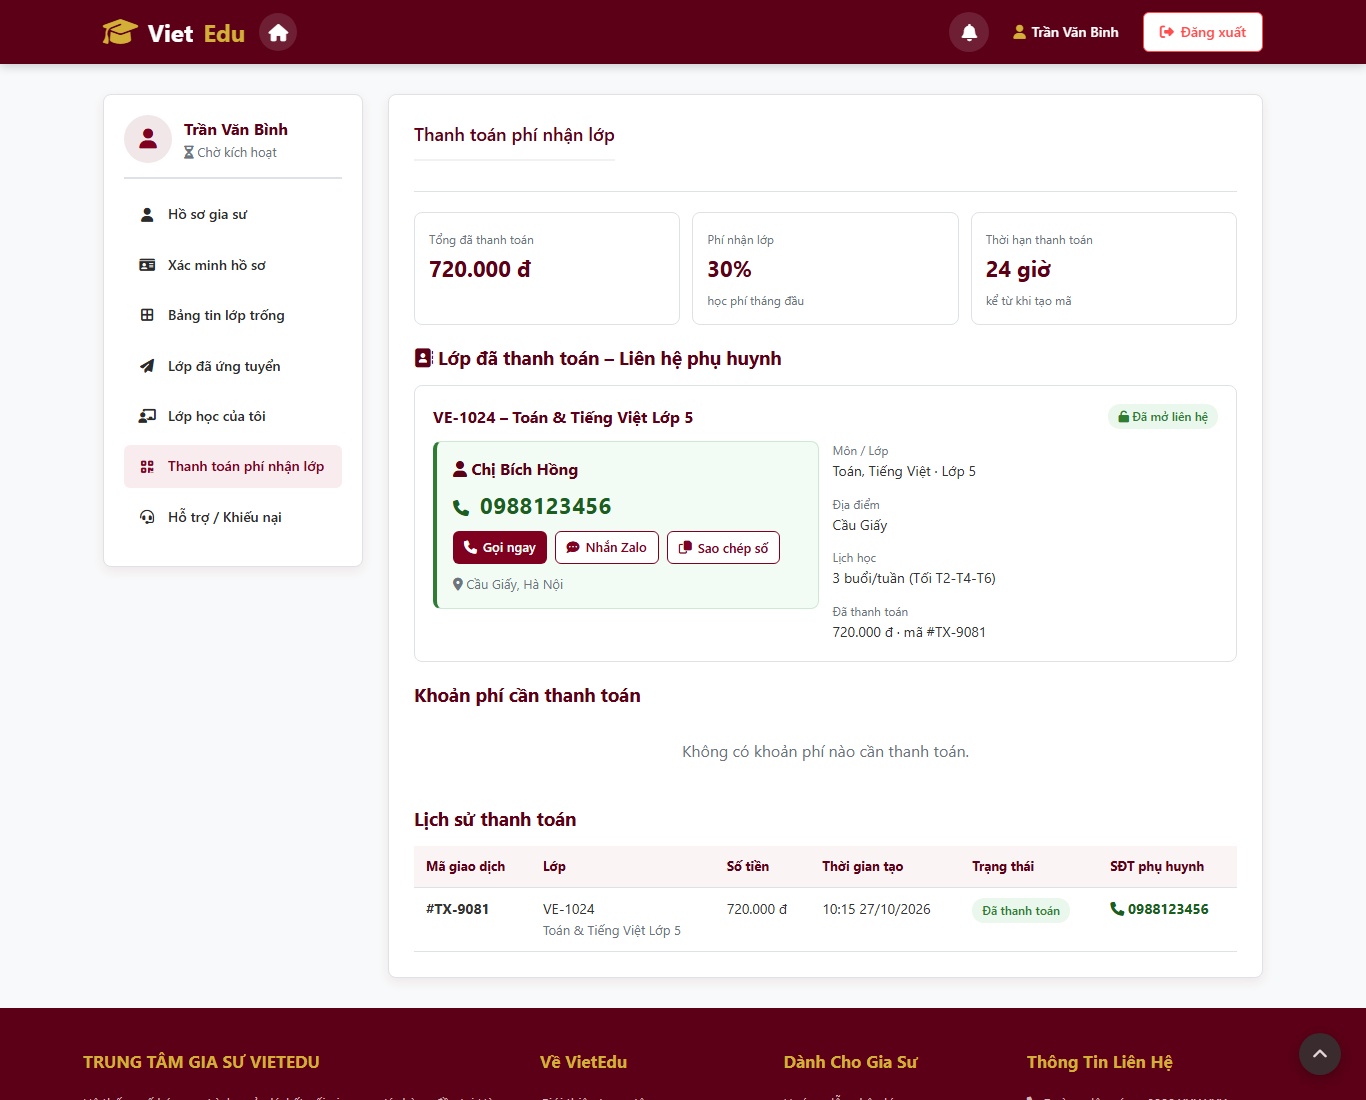 Viet Edu
Trần Văn Bình
Đăng xuất
Trần Văn Bình
Chờ kích hoạt
Hồ sơ gia sư
Xác minh hồ sơ
Bảng tin lớp trống
Lớp đã ứng tuyển
Lớp học của tôi
Thanh toán phí nhận lớp
Hỗ trợ / Khiếu nại
Thanh toán phí nhận lớp
Tổng đã thanh toán
720.000 đ
Phí nhận lớp
30%
học phí tháng đầu
Thời hạn thanh toán
24 giờ
kể từ khi tạo mã
Lớp đã thanh toán – Liên hệ phụ huynh
VE-1024 – Toán & Tiếng Việt Lớp 5
Đã mở liên hệ
Chị Bích Hồng
0988123456
Gọi ngay
Nhắn Zalo
Sao chép số
Cầu Giấy, Hà Nội
Môn / Lớp
Toán, Tiếng Việt · Lớp 5
Địa điểm
Cầu Giấy
Lịch học
3 buổi/tuần (Tối T2-T4-T6)
Đã thanh toán
720.000 đ · mã #TX-9081
Khoản phí cần thanh toán
Không có khoản phí nào cần thanh toán.
Lịch sử thanh toán
Mã giao dịch Lớp Số tiền Thời gian tạo Trạng thái SĐT phụ huynh
#TX-9081 VE-1024 720.000 đ 10:15 27/10/2026 Đã thanh toán 0988123456
Toán & Tiếng Việt Lớp 5
TRUNG TÂM GIA SƯ VIETEDU
Về VietEdu
Dành Cho Gia Sư
Thông Tin Liên Hệ